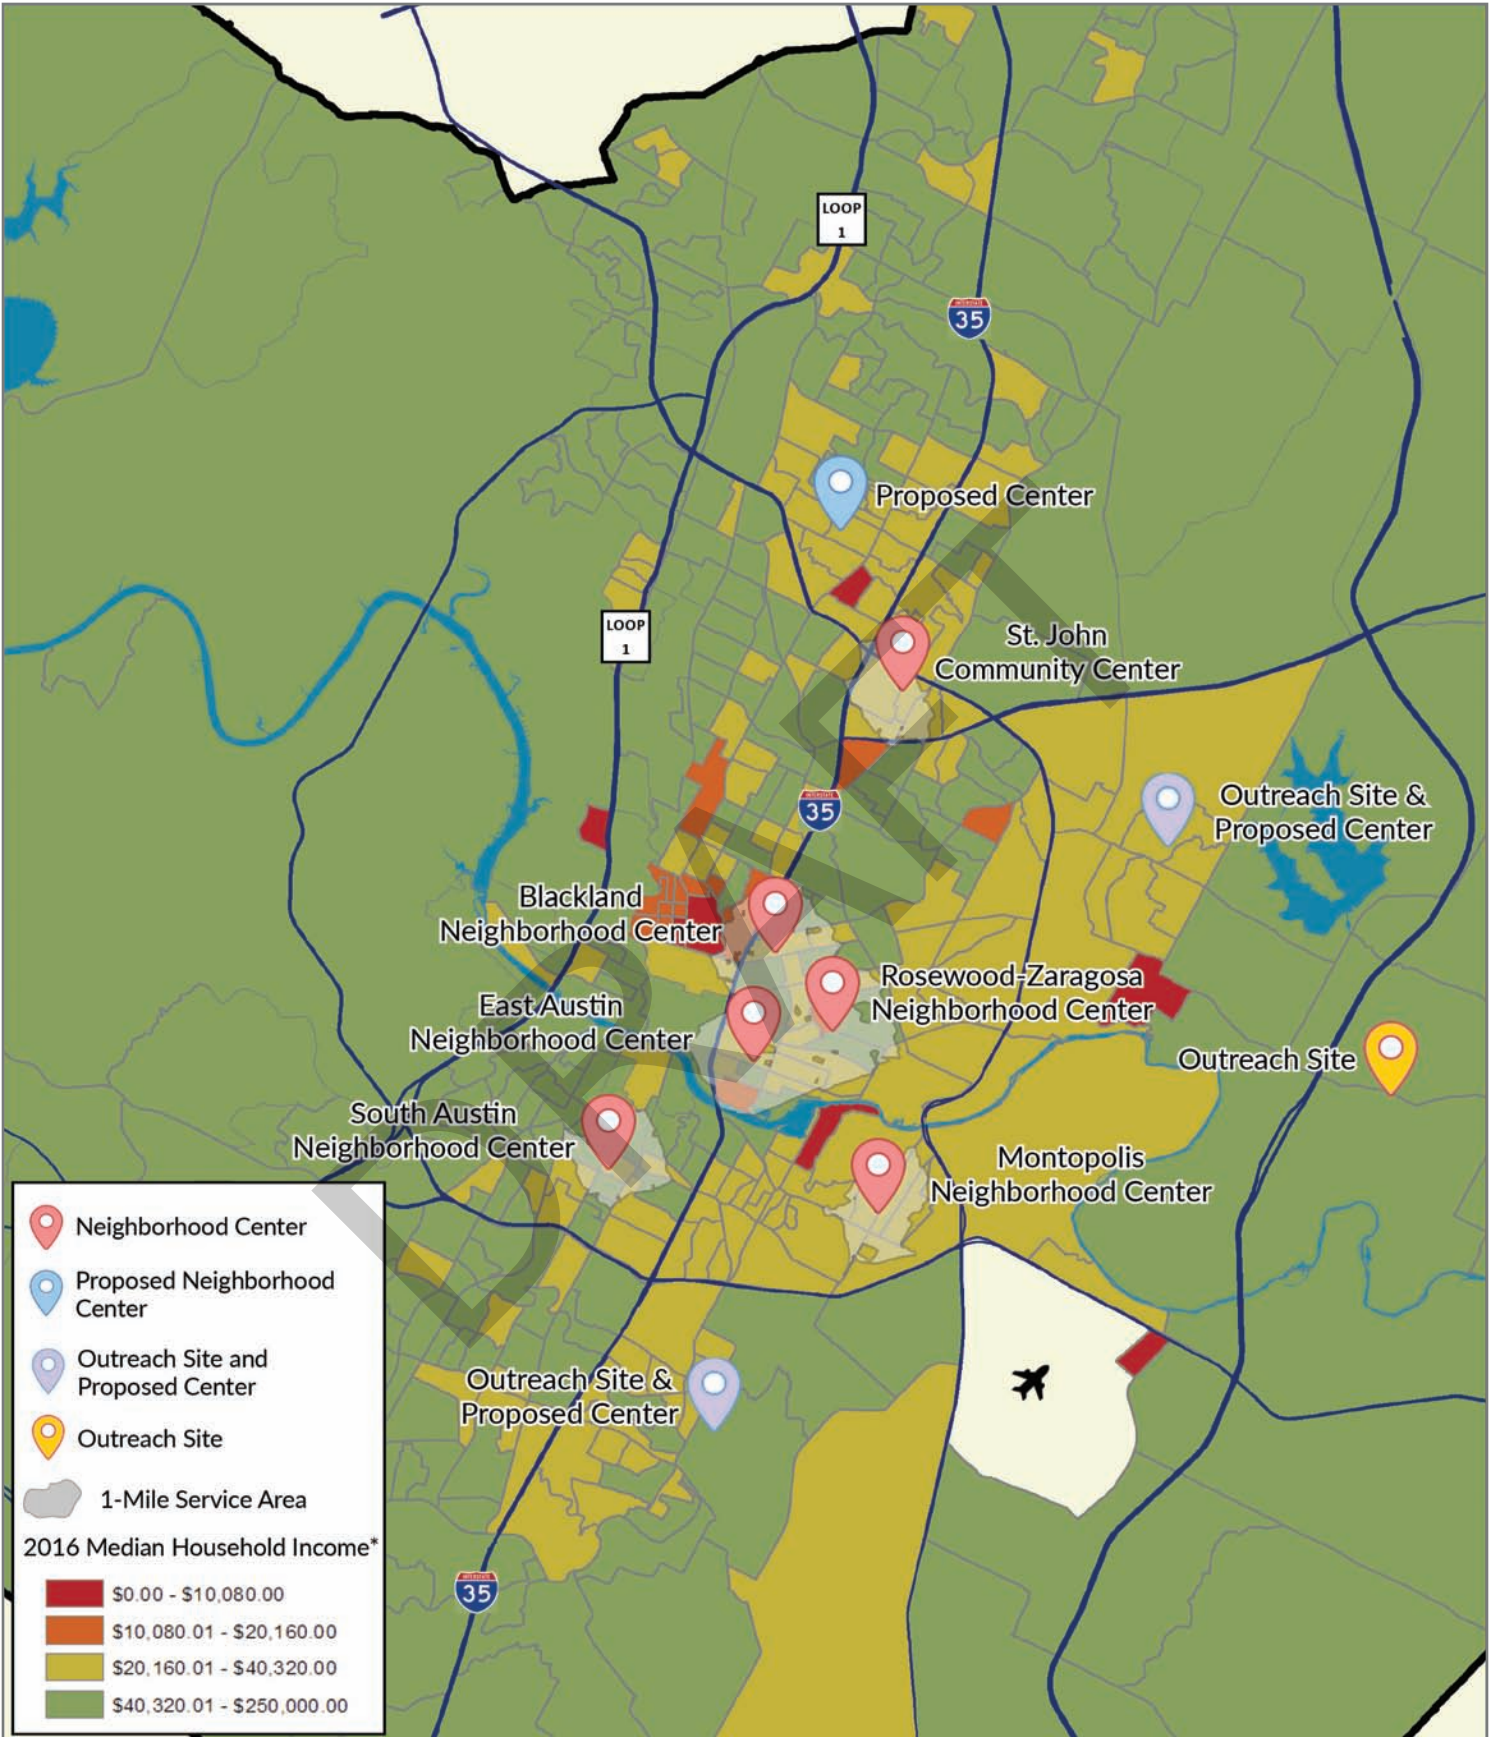 LOOP
1
INTERSTATE
35
Proposed Center
LOOP
1
St. John
Community Center
INTERSTATE
35
Outreach Site &
Proposed Center
Blackland
Neighborhood Center
Rosewood-Zaragosa
Neighborhood Center
East Austin
Neighborhood Center
Outreach Site
South Austin
Neighborhood Center
Montopolis
Neighborhood Center
Outreach Site &
Proposed Center
INTERSTATE
35
DRAFT
Neighborhood Center
Proposed Neighborhood
Center
Outreach Site and
Proposed Center
Outreach Site
1-Mile Service Area
2016 Median Household Income*
$0.00 - $10,080.00
$10,080.01 - $20,160.00
$20,160.01 - $40,320.00
$40,320.01 - $250,000.00